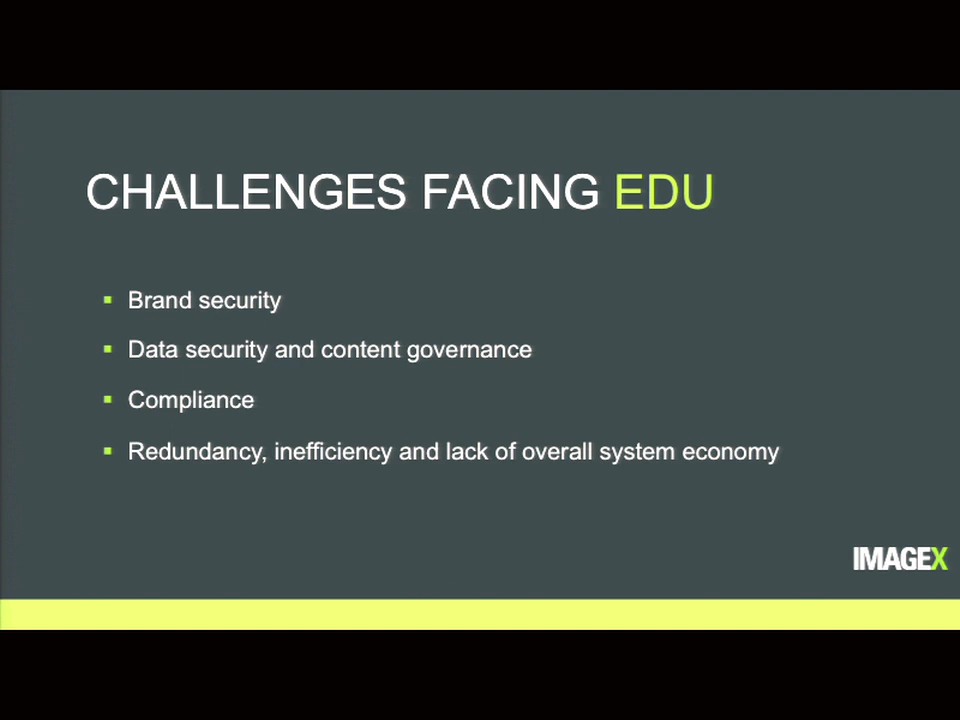 CHALLENGES FACING EDU
Brand security
Data security and content governance
Compliance
Redundancy, inefficiency and lack of overall system economy
IMAGEX